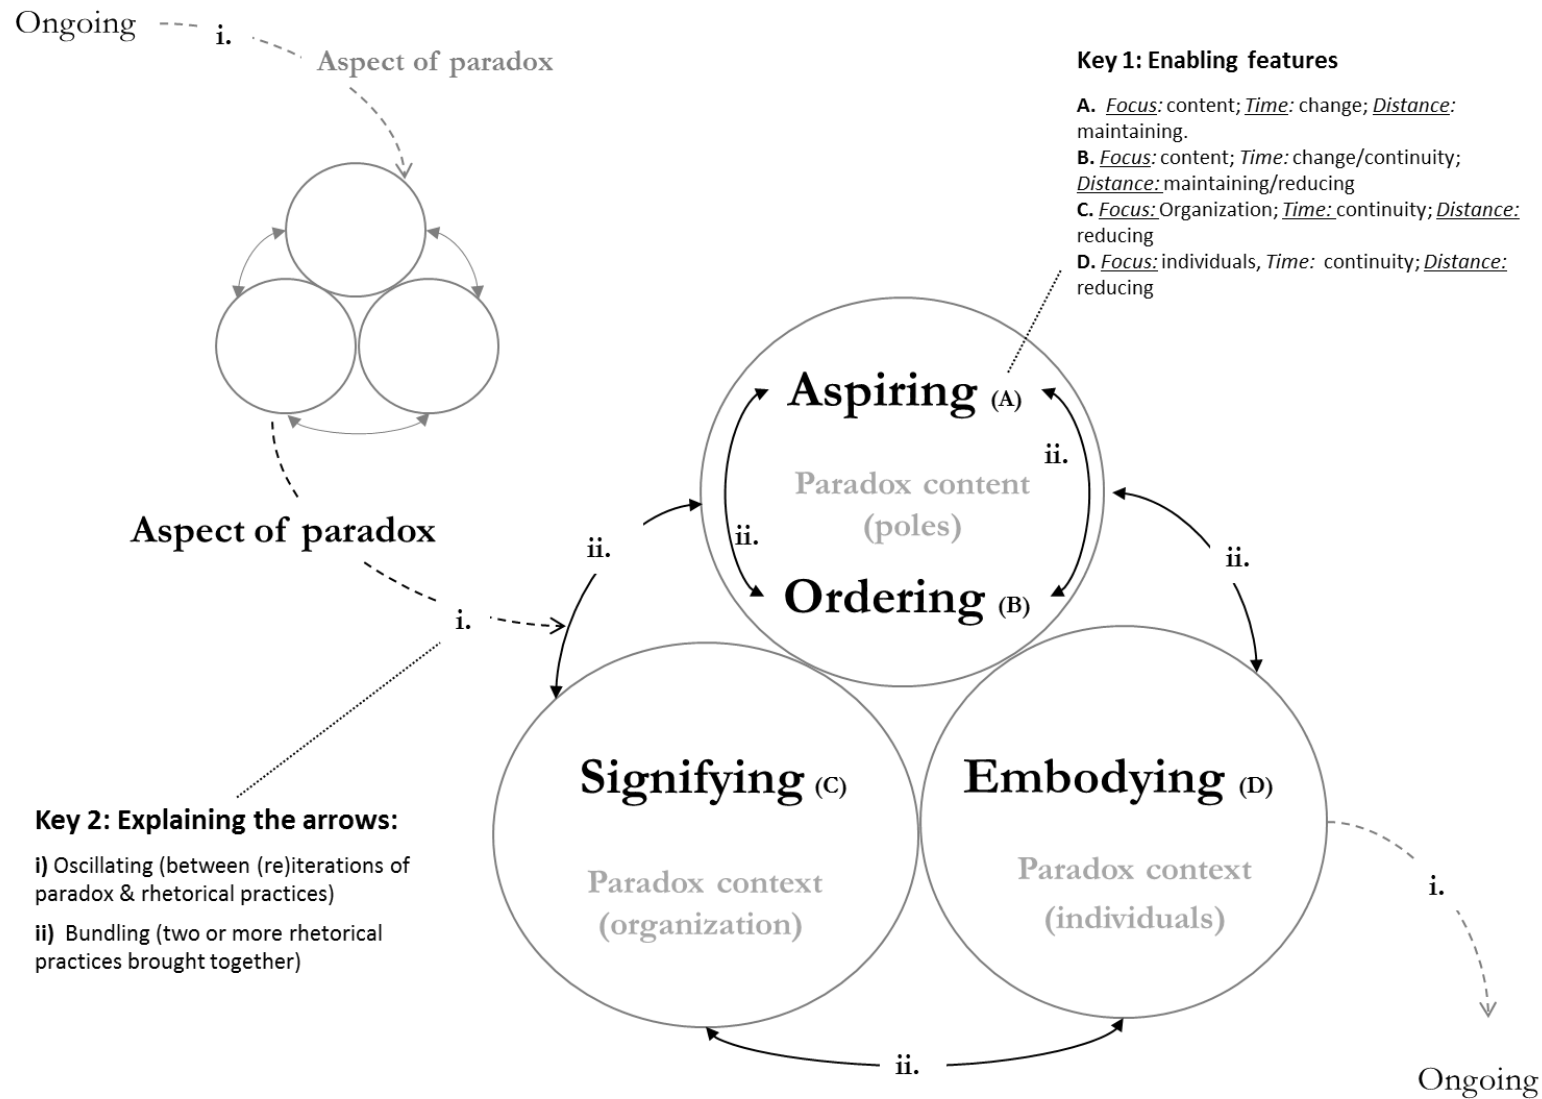 Ongoing
i.
Aspect of paradox
Key 1: Enabling features
A. Focus: content; Time: change; Distance:
maintaining.
B. Focus: content; Time: change/continuity;
Distance: maintaining/reducing
C. Focus: Organization; Time: continuity; Distance:
reducing
D. Focus: individuals, Time: continuity; Distance:
reducing
Aspiring (A)
ii.
Paradox content
(poles)
ii.
Ordering (B)
ii.
ii.
Aspect of paradox
i.
Signifying (C)
Paradox context
(organization)
Embodying (D)
Paradox context
(individuals)
Key 2: Explaining the arrows:
i) Oscillating (between (re)iterations of
paradox & rhetorical practices)
ii) Bundling (two or more rhetorical
practices brought together)
i.
ii.
Ongoing